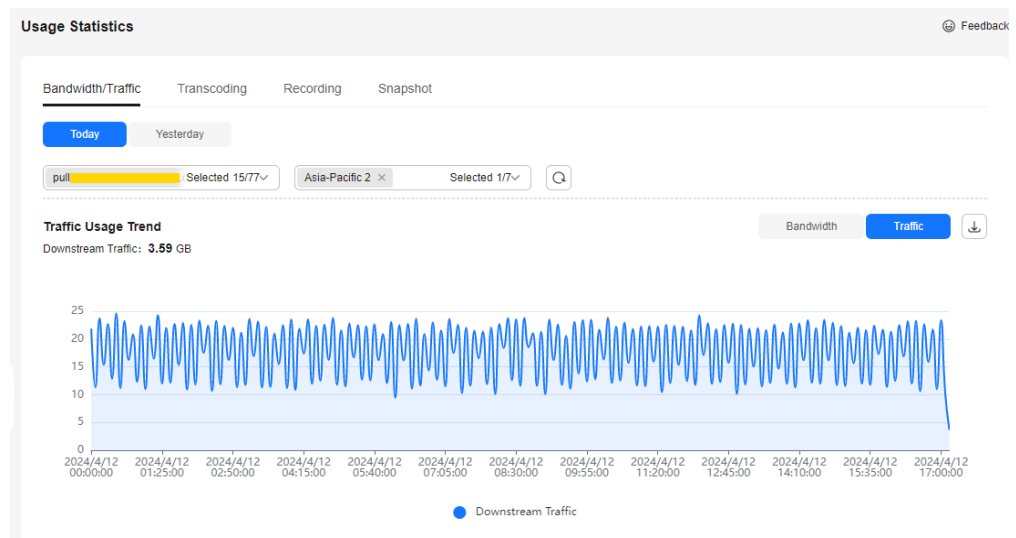 Usage Statistics
Feedback
Bandwidth/Traffic Transcoding Recording Snapshot
Today Yesterday
pull Selected 15/77 Asia-Pacific 2 × Selected 1/7
Traffic Usage Trend
Bandwidth Traffic
Downstream Traffic: 3.59 GB
25
20
15
10
5
0
2024/4/12 2024/4/12 2024/4/12 2024/4/12 2024/4/12 2024/4/12 2024/4/12 2024/4/12 2024/4/12 2024/4/12 2024/4/12 2024/4/12 2024/4/12
00:00:00 01:25:00 02:50:00 04:15:00 05:40:00 07:05:00 08:30:00 09:55:00 11:20:00 12:45:00 14:10:00 15:35:00 17:00:00
Downstream Traffic